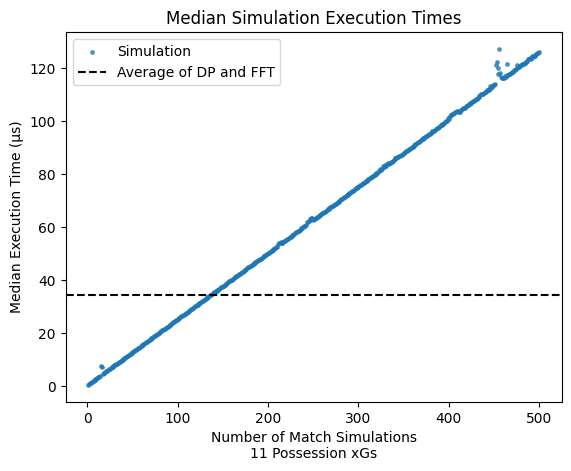 Median Simulation Execution Times
Simulation
Average of DP and FFT
Median Execution Time (μs)
120
100
80
60
40
20
0
0 100 200 300 400 500
Number of Match Simulations
11 Possession xGs